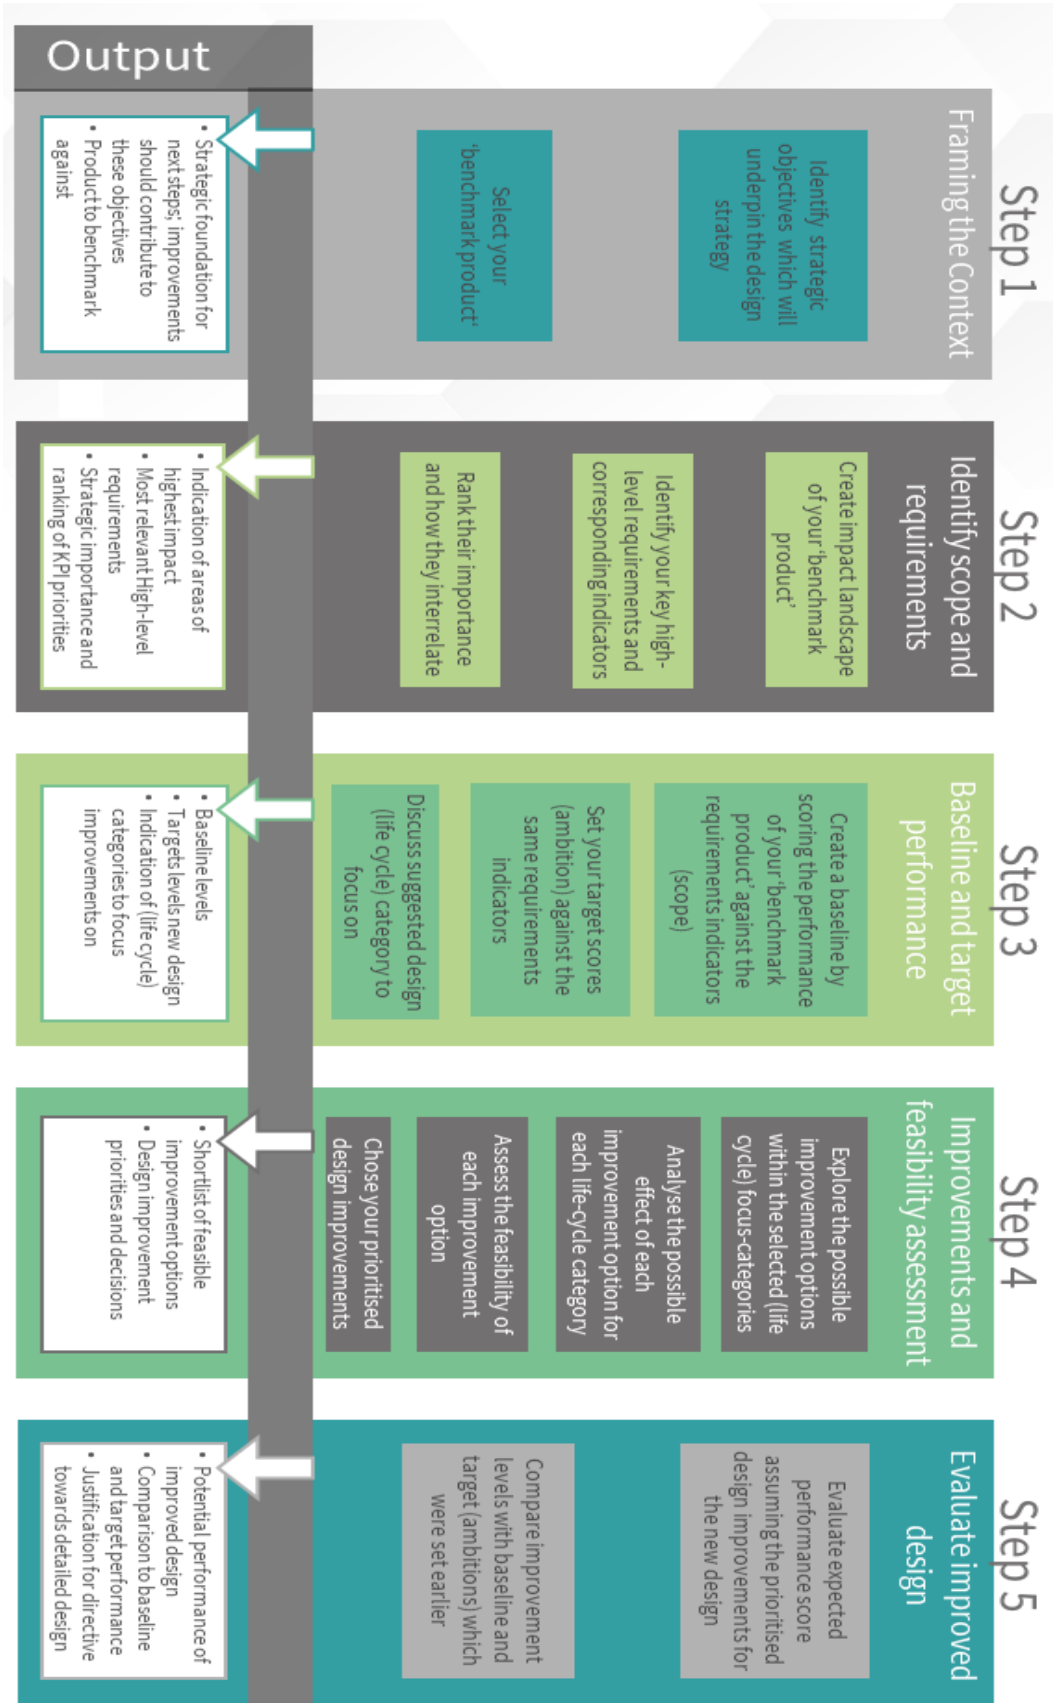 Step 1
Framing the Context
Identify strategic
objectives which will
underpin the design
strategy
Select your
'benchmark product'
Step 2
Identify scope and
requirements
Create impact landscape
of your 'benchmark
product'
Identify your key high-
level requirements and
corresponding indicators
Rank their importance
and how they interrelate
Step 3
Baseline and target
performance
Create a baseline by
scoring the performance
of your 'benchmark
product' against the
requirements indicators
(scope)
Set your target scores
(ambition) against the
same requirements
indicators
Discuss suggested design
(life cycle) category to
focus on
Step 4
Improvements and
feasibility assessment
Explore the possible
improvement options
within the selected (life
cycle) focus-categories
Analyse the possible
effect of each
improvement option for
each life-cycle category
Assess the feasibility of
each improvement
option
Chose your prioritised
design improvements
Step 5
Evaluate improved
design
Evaluate expected
performance score
assuming the prioritised
design improvements for
the new design
Compare improvement
levels with baseline and
target (ambitions) which
were set earlier
Output
• Strategic foundation for
next steps; improvements
should contribute to
these objectives
• Product to benchmark
against
• Indication of areas of
highest impact
• Most relevant High-level
requirements
• Strategic importance and
ranking of KPI priorities
• Baseline levels
• Targets levels new design
• Indication of (life cycle)
categories to focus
improvements on
• Shortlist of feasible
improvement options
• Design improvement
priorities and decisions
• Potential performance of
improved design
• Comparison to baseline
and target performance
• Justification for directive
towards detailed design